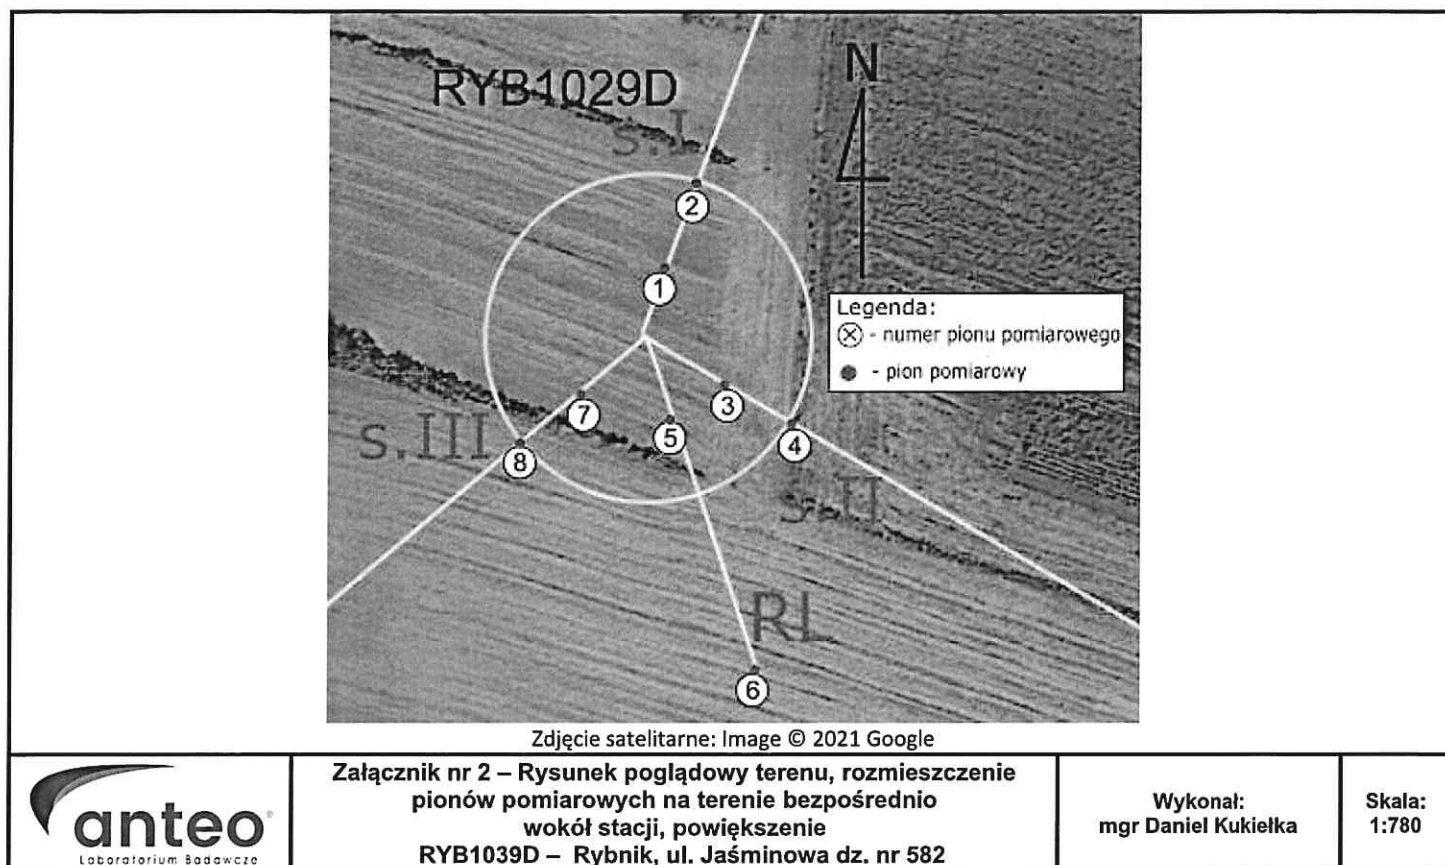 RYB1029D
s.I
N
2
1
Legenda:
- numer pionu pomiarowego
- pion pomiarowy
3
7
5
4
s.III
8
s.II
RL
6
Zdjęcie satelitarne: Image © 2021 Google
anteo®
Laboratorium Badawcze
Załącznik nr 2 – Rysunek poglądowy terenu, rozmieszczenie
pionów pomiarowych na terenie bezpośrednio
wokół stacji, powiększenie
RYB1039D – Rybnik, ul. Jaśminowa dz. nr 582
Wykonał:
mgr Daniel Kukiełka
Skala:
1:780